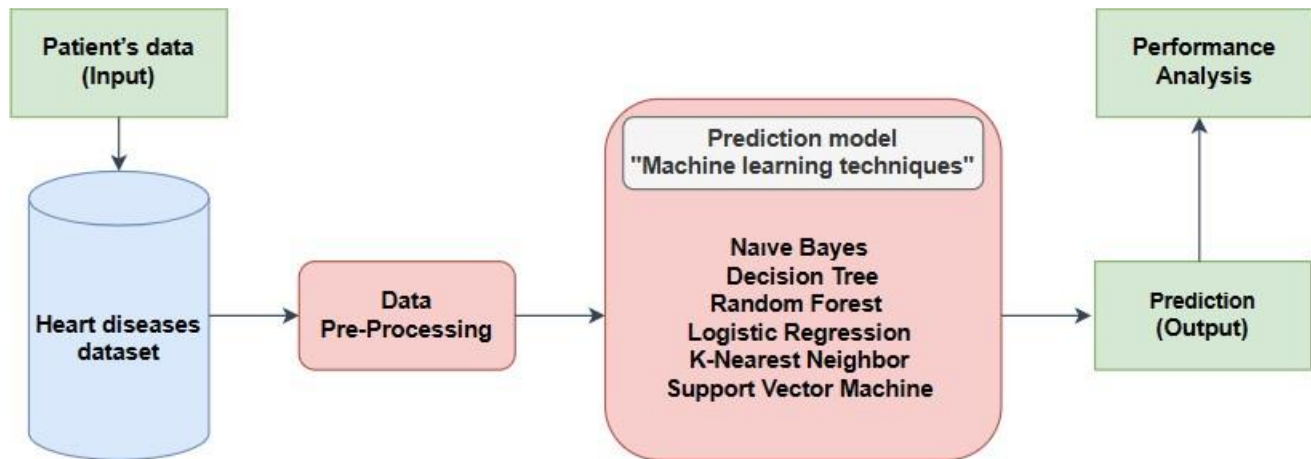 Patient's data
(Input)
Heart diseases
dataset
Data
Pre-Processing
Prediction model
"Machine learning techniques"
Naıve Bayes
Decision Tree
Random Forest
Logistic Regression
K-Nearest Neighbor
Support Vector Machine
Prediction
(Output)
Performance
Analysis